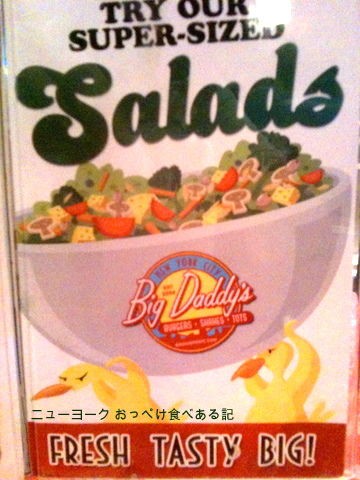 TRY OUR
SUPER-SIZED
Salads
NEW YORK CITY
Big Daddy's
BURGERS • SHAKES • TOTS
ニューヨーク おっぺけ食べある記
FRESH TASTY BIG!